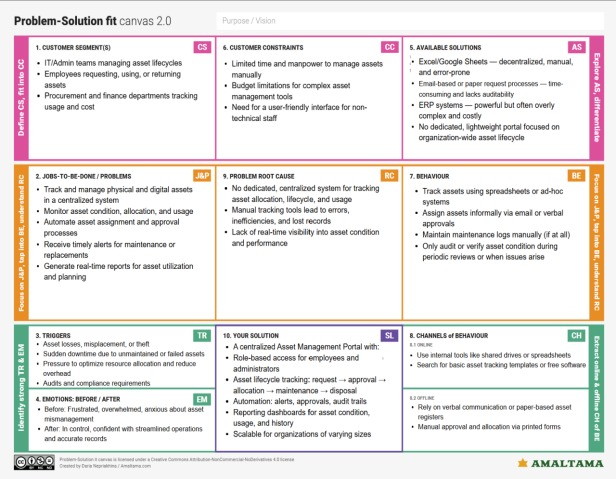 Problem-Solution fit canvas 2.0
Purpose / Vision
Define CS, fit into CC
1. CUSTOMER SEGMENT(S)
CS
• IT/Admin teams managing asset lifecycles
• Employees requesting, using, or returning
assets
• Procurement and finance departments tracking
usage and cost
6. CUSTOMER CONSTRAINTS
CC
• Limited time and manpower to manage assets
manually
• Budget limitations for complex asset
management tools
• Need for a user-friendly interface for non-
technical staff
5. AVAILABLE SOLUTIONS
AS
• Excel/Google Sheets — decentralized, manual,
and error-prone
• Email-based or paper request processes — time-
consuming and lacks auditability
• ERP systems — powerful but often overly
complex and costly
• No dedicated, lightweight portal focused on
organization-wide asset lifecycle
Explore AS, differentiate
Focus on J&P, tap into BE, understand RC
2. JOBS-TO-BE-DONE / PROBLEMS
J&P
• Track and manage physical and digital assets
in a centralized system
• Monitor asset condition, allocation, and usage
• Automate asset assignment and approval
processes
• Receive timely alerts for maintenance or
replacements
• Generate real-time reports for asset utilization
and planning
9. PROBLEM ROOT CAUSE
RC
• No dedicated, centralized system for tracking
asset allocation, lifecycle, and usage
• Manual tracking tools lead to errors,
inefficiencies, and lost records
• Lack of real-time visibility into asset condition
and performance
7. BEHAVIOUR
BE
• Track assets using spreadsheets or ad-hoc
systems
• Assign assets informally via email or verbal
approvals
• Maintain maintenance logs manually (if at all)
• Only audit or verify asset condition during
periodic reviews or when issues arise
Focus on J&P, tap into BE, understand RC
Identify strong TR & EM
3. TRIGGERS
TR
• Asset losses, misplacement, or theft
• Sudden downtime due to unmaintained or failed assets
• Pressure to optimize resource allocation and reduce
overhead
• Audits and compliance requirements
4. EMOTIONS: BEFORE / AFTER
EM
• Before: Frustrated, overwhelmed, anxious about asset
mismanagement
• After: In control, confident with streamlined operations
and accurate records
10. YOUR SOLUTION
SL
• A centralized Asset Management Portal with:
• Role-based access for employees and
administrators
• Asset lifecycle tracking: request → approval →
allocation → maintenance → disposal
• Automation: alerts, approvals, audit trails
• Reporting dashboards for asset condition,
usage, and history
• Scalable for organizations of varying sizes
8. CHANNELS of BEHAVIOUR
CH
8.1 ONLINE
• Use internal tools like shared drives or spreadsheets
• Search for basic asset tracking templates or free software
8.2 OFFLINE
• Rely on verbal communication or paper-based asset
registers
• Manual approval and allocation via printed forms
Extract online & offline CH of BE
CC
BY NC ND
Problem-Solution fit canvas is licensed under a Creative Commons Attribution-NonCommercial-NoDerivatives 4.0 license
Created by Daria Nepriakhina / Amaltama.com
AMALTAMA